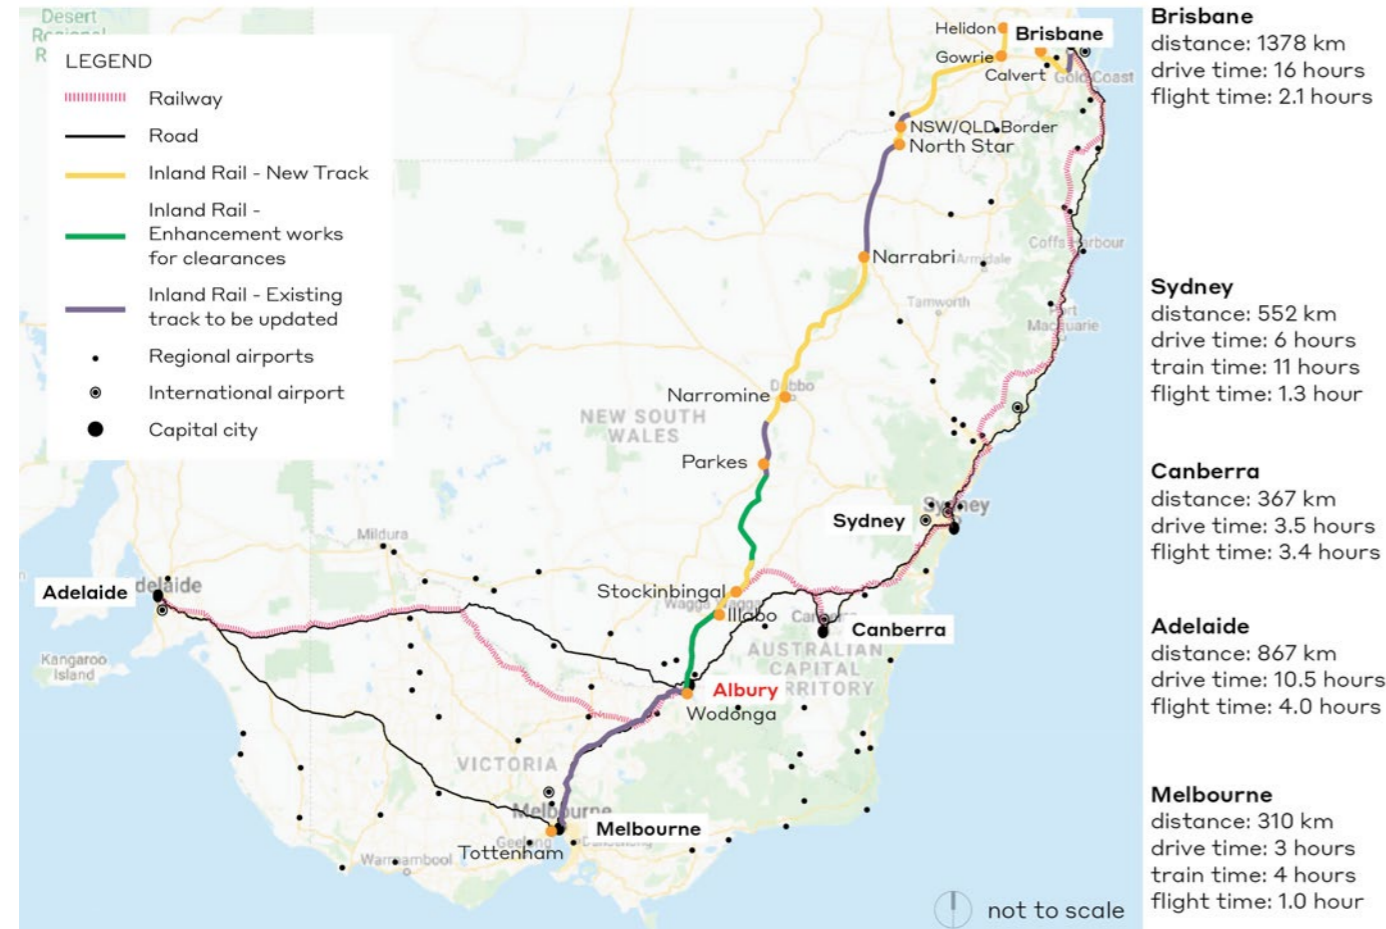 Desert
LEGEND
Railway
Road
Inland Rail - New Track
Inland Rail -
Enhancement works
for clearances
Inland Rail - Existing
track to be updated
Regional airports
International airport
Capital city
Helidon
Brisbane
Gowrie
Calvert
Gold Coast
NSW/QLD Border
North Star
Coffs Harbour
Narrabri
Armidale
Tamworth
Port
Macquarie
Narromine
Dubbo
NEW SOUTH
WALES
Parkes
Sydney
Sydney
Mildura
Adelaide
delaide
Stockinbingal
Wagga Wagga
Illabo
Canberra
AUSTRALIAN
CAPITAL
RRITORY
Kangaroo
Island
Albury
Wodonga
VICTORIA
Melbourne
Melbourne
Geelong
Tottenham
Warrnambool
not to scale
Brisbane
distance: 1378 km
drive time: 16 hours
flight time: 2.1 hours
Sydney
distance: 552 km
drive time: 6 hours
train time: 11 hours
flight time: 1.3 hour
Canberra
distance: 367 km
drive time: 3.5 hours
flight time: 3.4 hours
Adelaide
distance: 867 km
drive time: 10.5 hours
flight time: 4.0 hours
Melbourne
distance: 310 km
drive time: 3 hours
train time: 4 hours
flight time: 1.0 hour